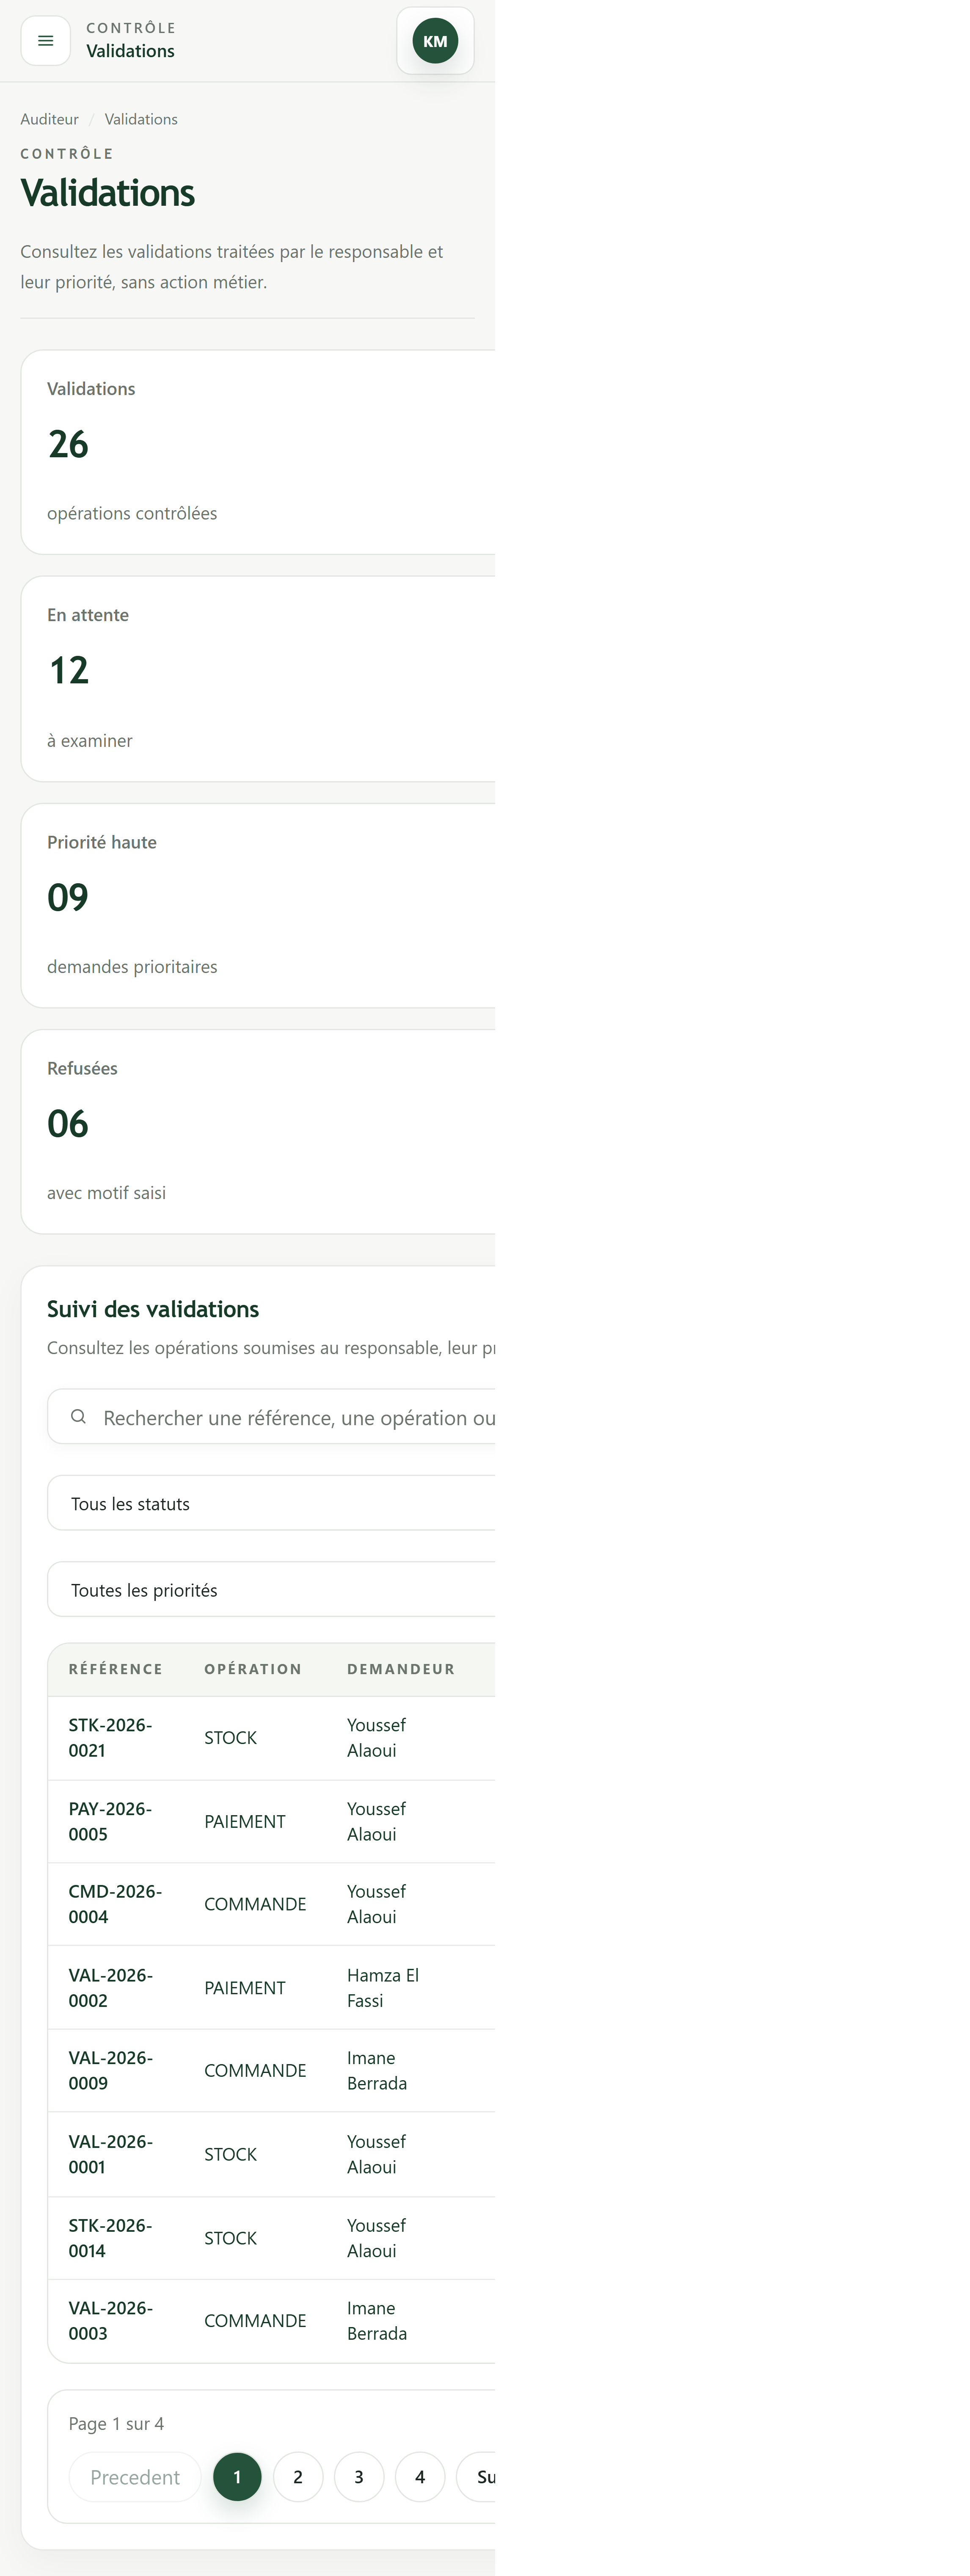 CONTRÔLE
Validations
KM
Auditeur / Validations
CONTRÔLE
Validations
Consultez les validations traitées par le responsable et
leur priorité, sans action métier.
Validations
26
opérations contrôlées
En attente
12
à examiner
Priorité haute
09
demandes prioritaires
Refusées
06
avec motif saisi
Suivi des validations
Consultez les opérations soumises au responsable, leur
Rechercher une référence, une opération ou
Tous les statuts
Toutes les priorités
RÉFÉRENCE OPÉRATION DEMANDEUR
STK-2026-
0021
STOCK
Youssef
Alaoui
PAY-2026-
0005
PAIEMENT
Youssef
Alaoui
CMD-2026-
0004
COMMANDE
Youssef
Alaoui
VAL-2026-
0002
PAIEMENT
Hamza El
Fassi
VAL-2026-
0009
COMMANDE
Imane
Berrada
VAL-2026-
0001
STOCK
Youssef
Alaoui
STK-2026-
0014
STOCK
Youssef
Alaoui
VAL-2026-
0003
COMMANDE
Imane
Berrada
Page 1 sur 4
Precedent 1 2 3 4